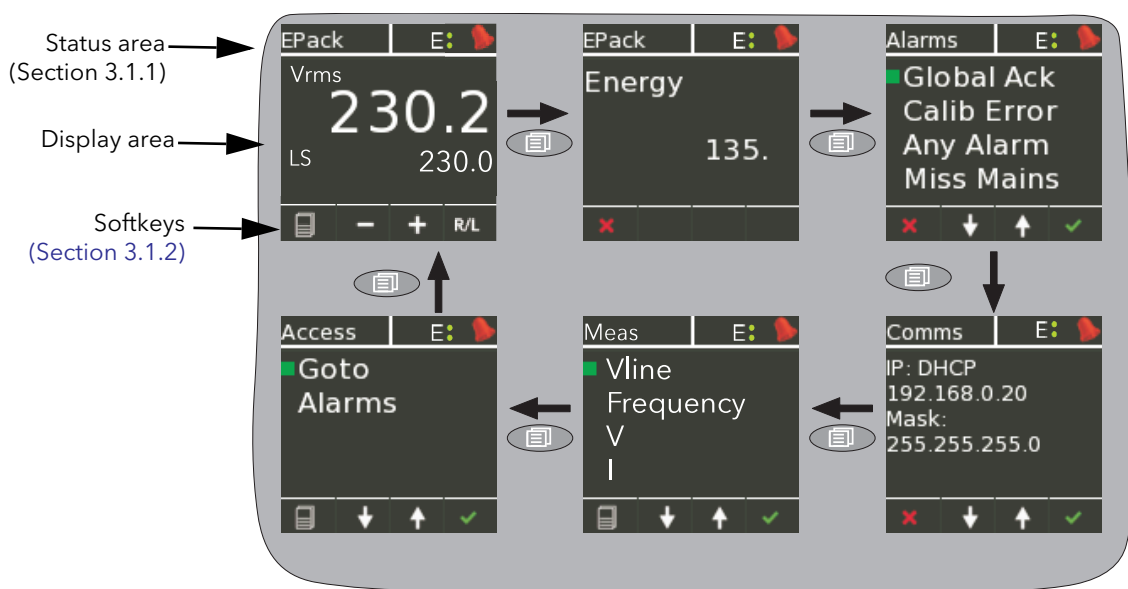 Status area
(Section 3.1.1)
Display area
Softkeys
(Section 3.1.2)
EPack E:
Vrms
230.2
LS 230.0
− + R/L
EPack E:
Energy
135.
Alarms E:
Global Ack
Calib Error
Any Alarm
Miss Mains
Access E:
Goto
Alarms
Meas E:
Vline
Frequency
V
I
Comms E:
IP: DHCP
192.168.0.20
Mask:
255.255.255.0